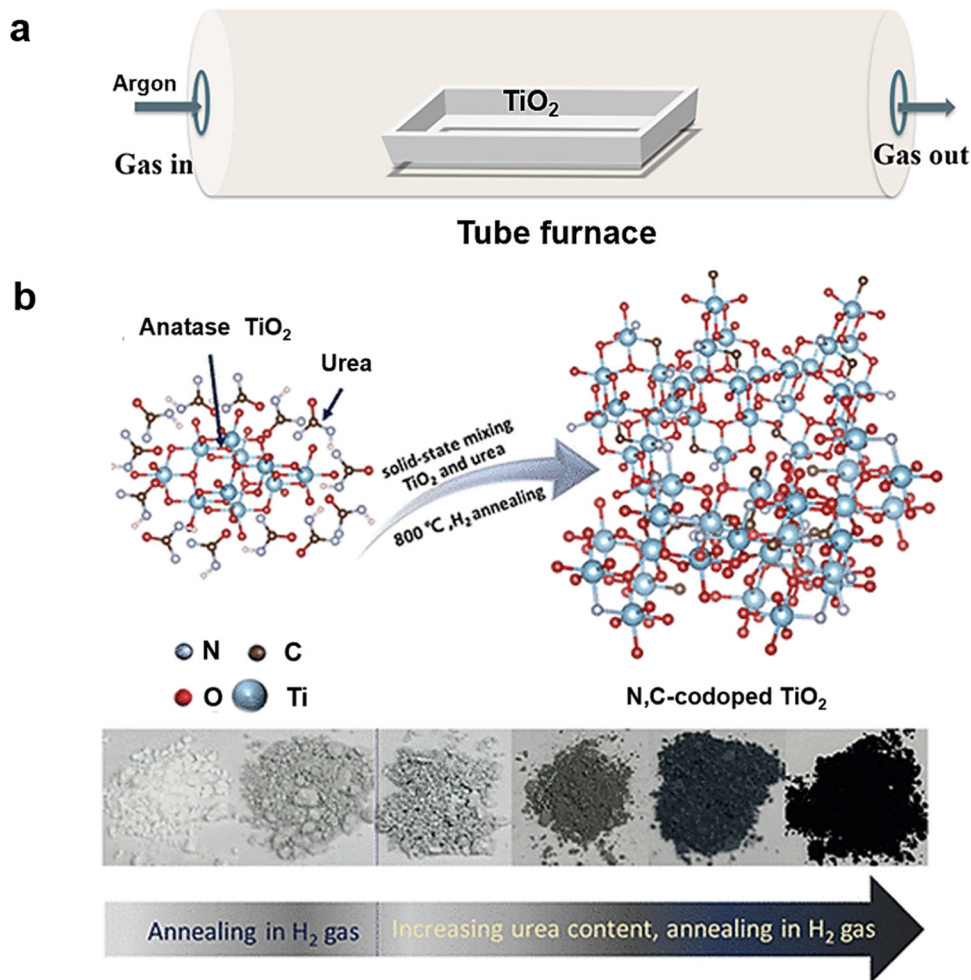 a
Argon
Gas in
TiO₂
Gas out
Tube furnace
b
Anatase TiO₂
Urea
solid-state mixing
TiO₂ and urea
800 °C ,H₂ annealing
N
C
O
Ti
N,C-codoped TiO₂
Annealing in H₂ gas
Increasing urea content, annealing in H₂ gas